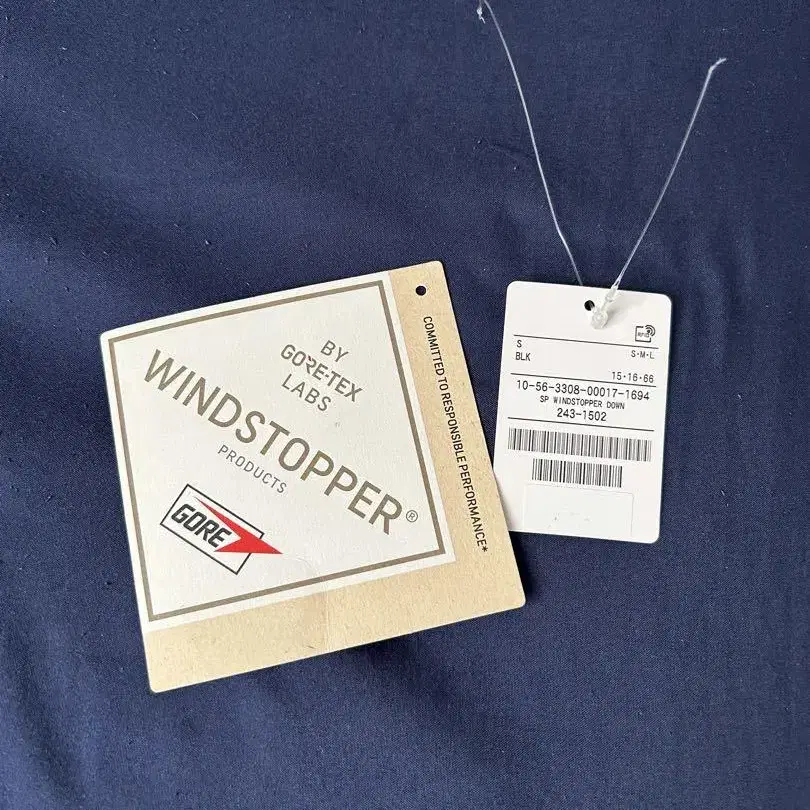 BY
GORE-TEX
LABS
WINDSTOPPER®
PRODUCTS
GORE
COMMITTED TO RESPONSIBLE PERFORMANCE*
S
S·M·L
BLK
15·16·66
10-56-3308-00017-1694
SP WINDSTOPPER DOWN
243-1502